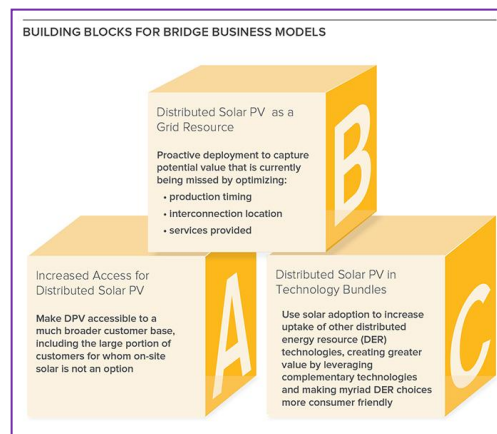 BUILDING BLOCKS FOR BRIDGE BUSINESS MODELS
Distributed Solar PV as a
Grid Resource
Proactive deployment to capture
potential value that is currently
being missed by optimizing:
• production timing
• interconnection location
• services provided
B
Increased Access for
Distributed Solar PV
Make DPV accessible to a
much broader customer base,
including the large portion of
customers for whom on-site
solar is not an option
A
Distributed Solar PV in
Technology Bundles
Use solar adoption to increase
uptake of other distributed
energy resource (DER)
technologies, creating greater
value by leveraging
complementary technologies
and making myriad DER choices
more consumer friendly
C